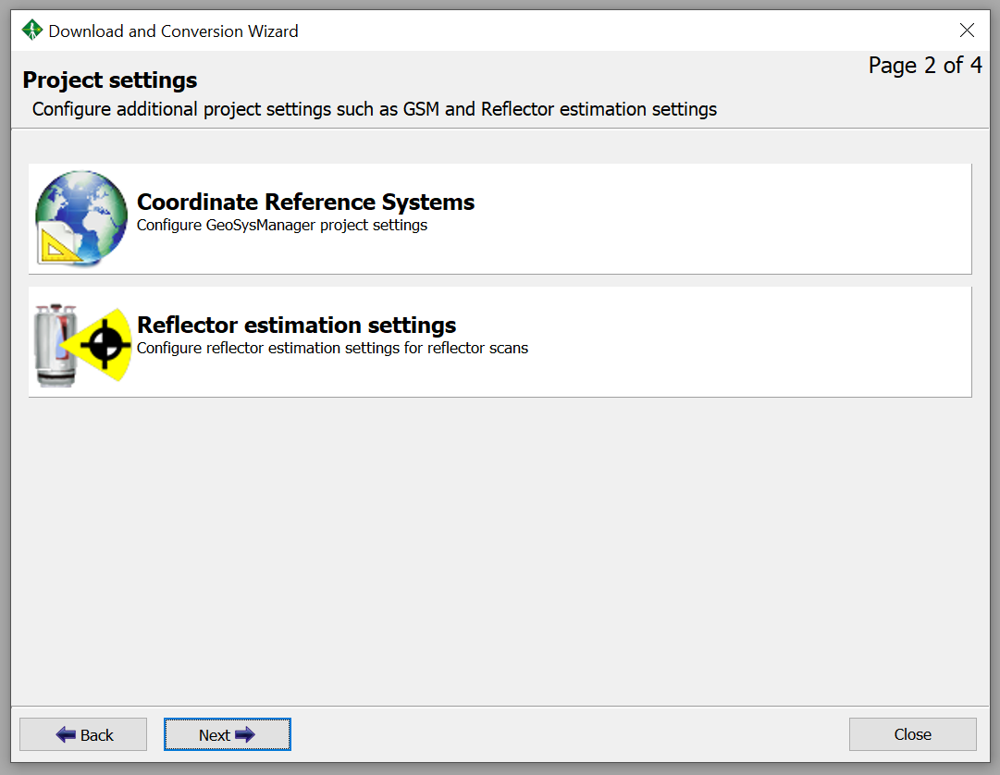 Download and Conversion Wizard
Page 2 of 4
Project settings
Configure additional project settings such as GSM and Reflector estimation settings
Coordinate Reference Systems
Configure GeoSysManager project settings
Reflector estimation settings
Configure reflector estimation settings for reflector scans
Back
Next
Close